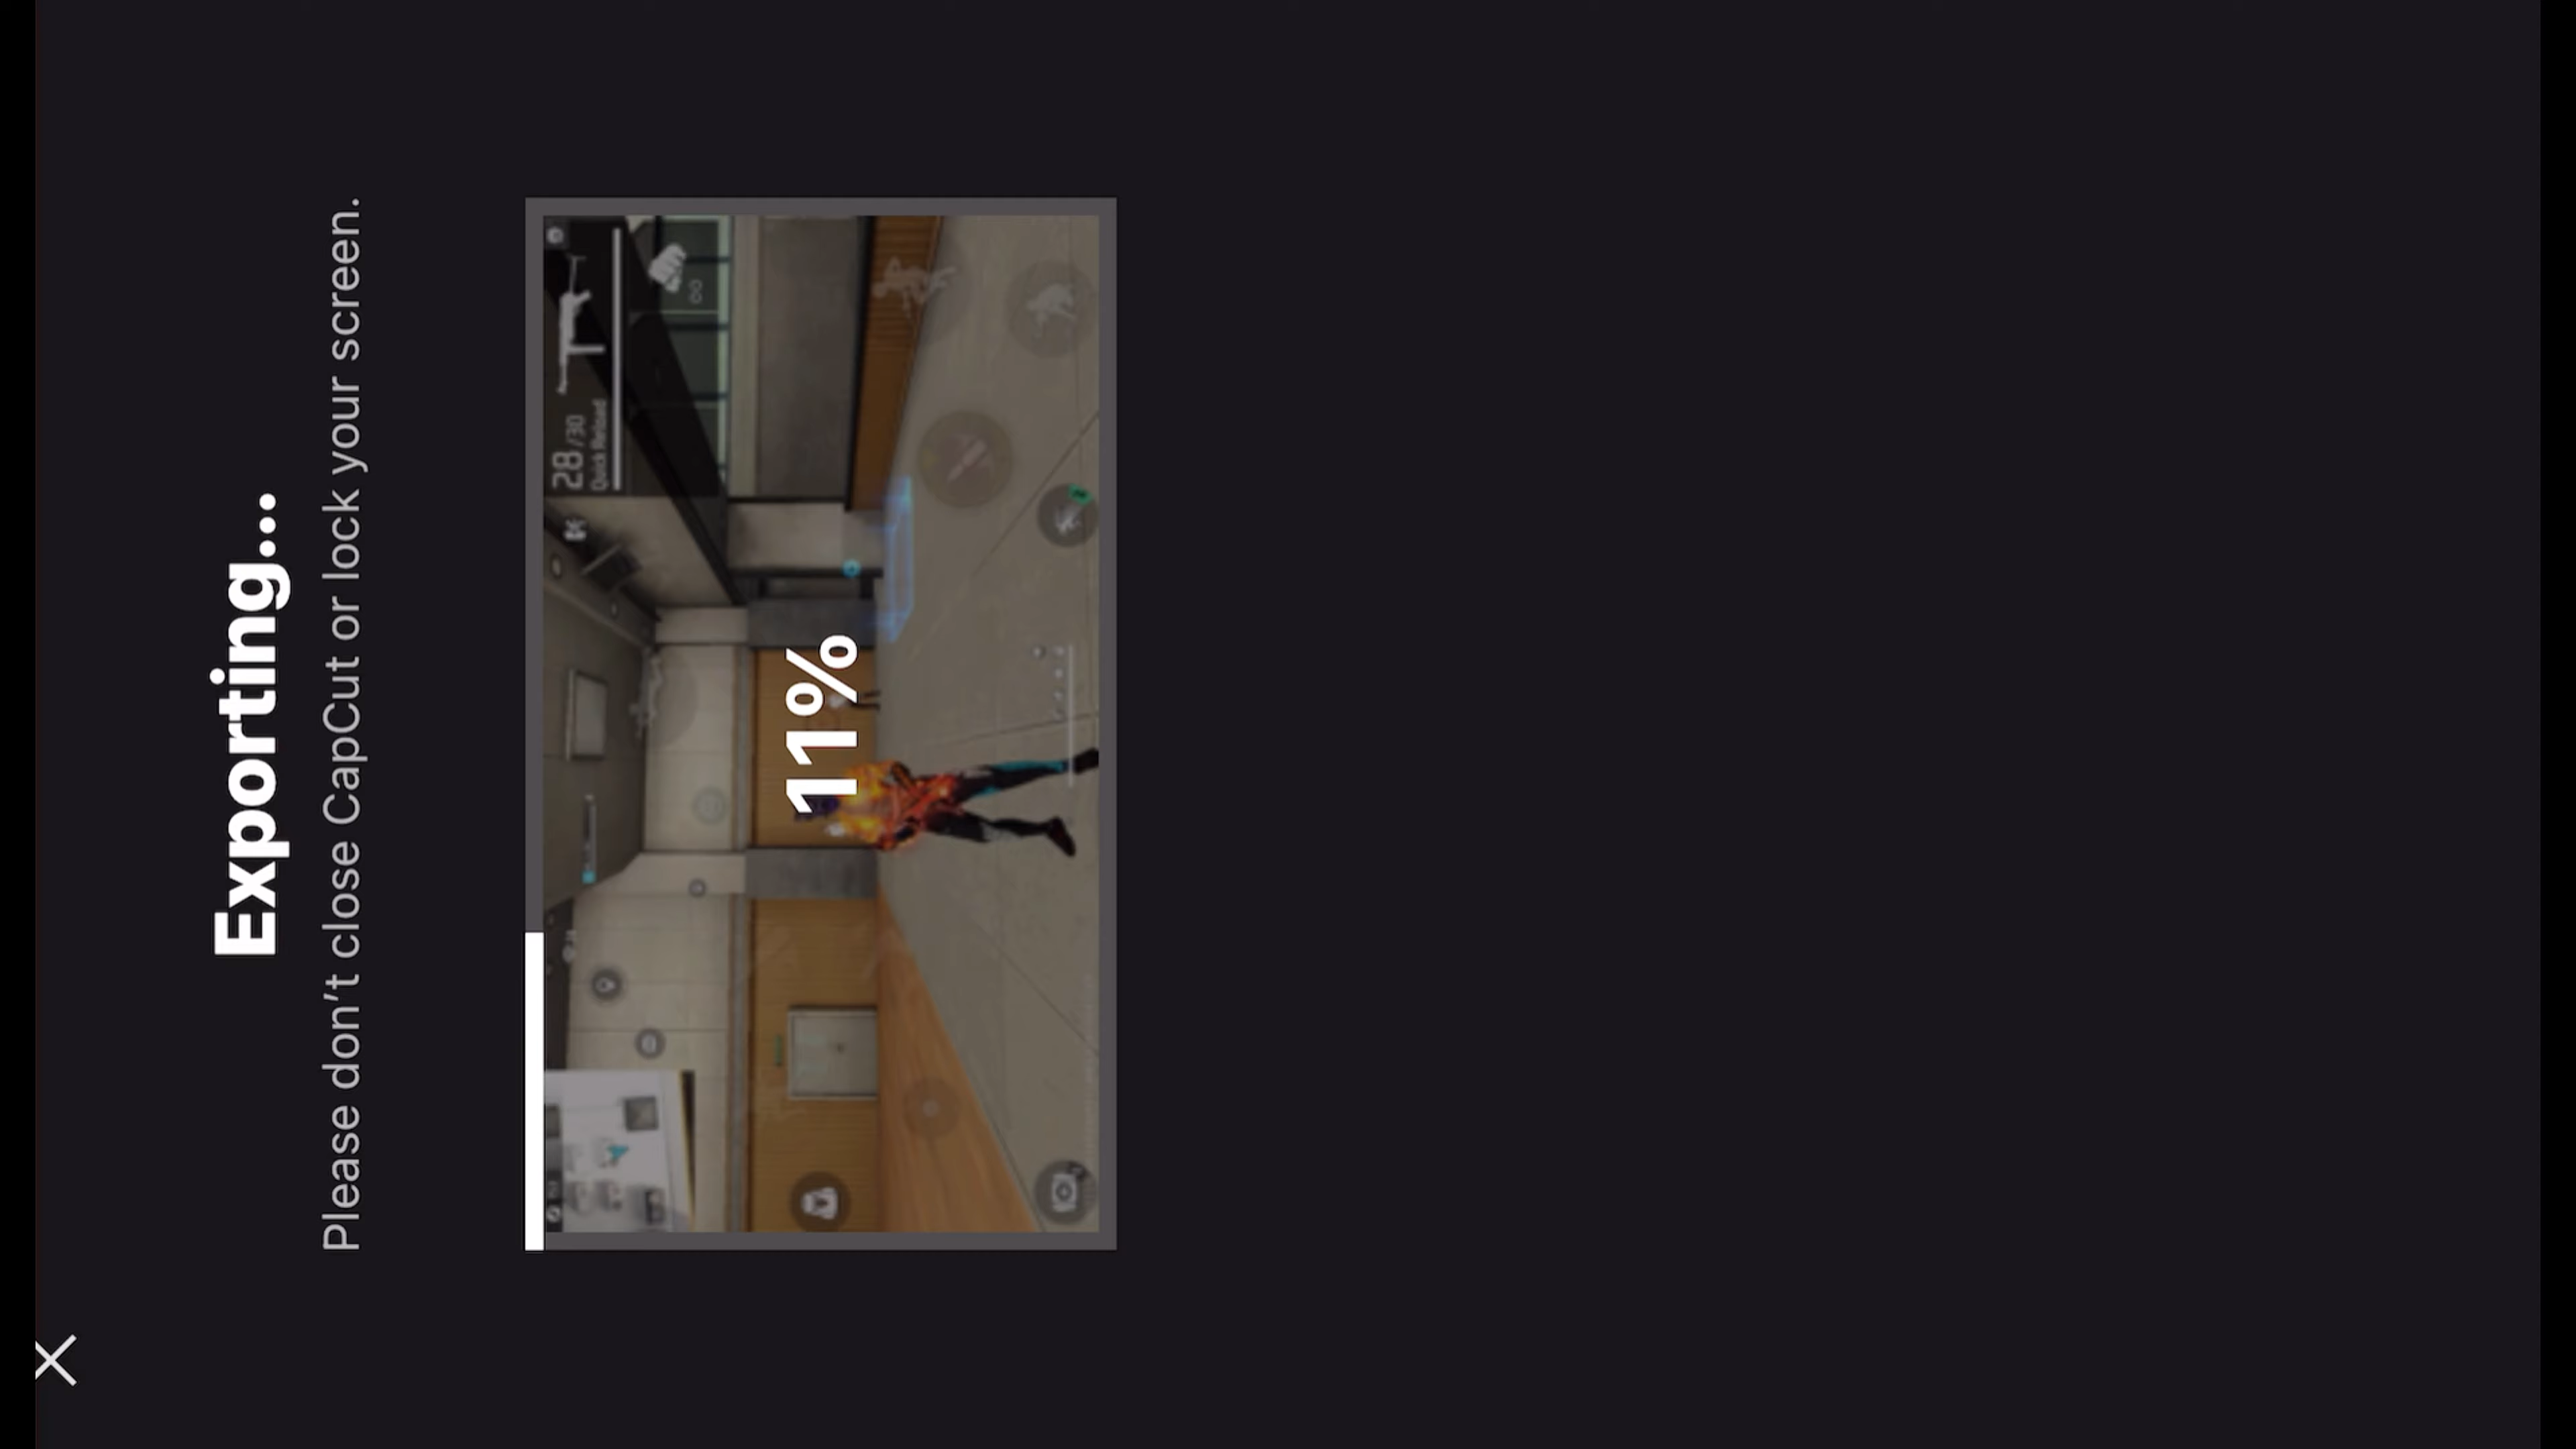 Exporting...
Please don't close CapCut or lock your screen.
11%
28/30
Quick Reload
∞